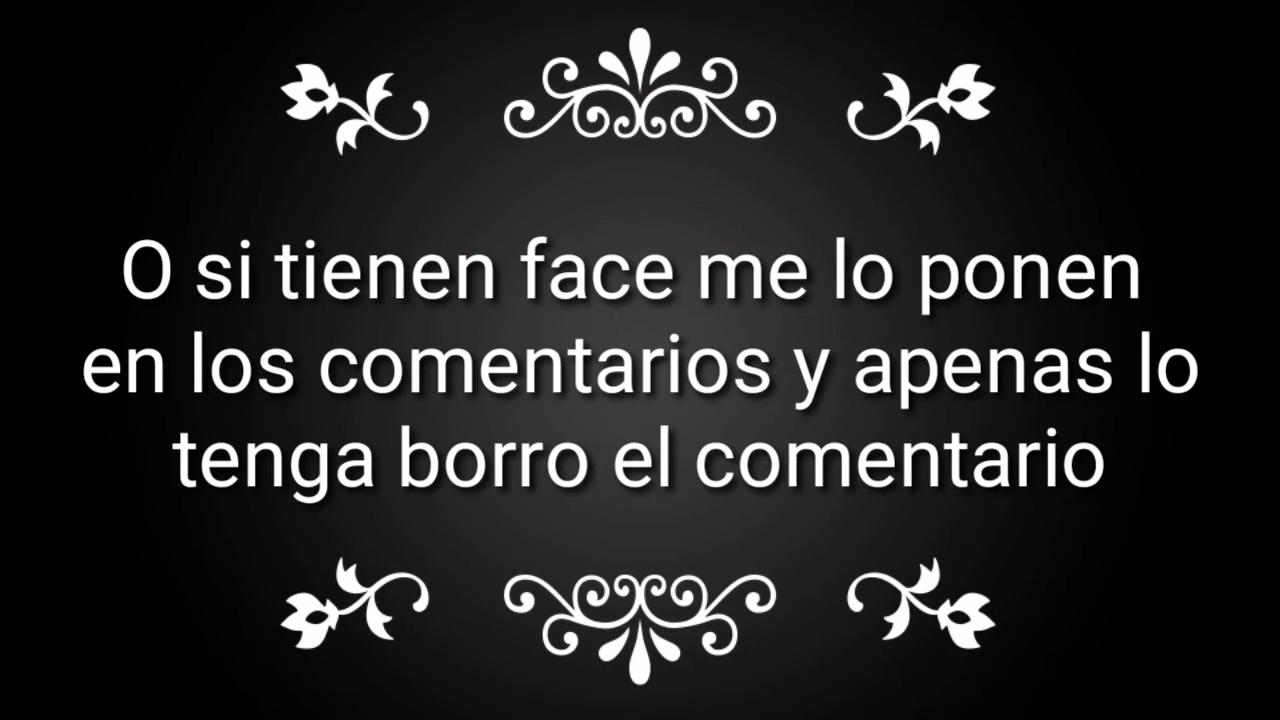 O si tienen face me lo ponen
en los comentarios y apenas lo
tenga borro el comentario